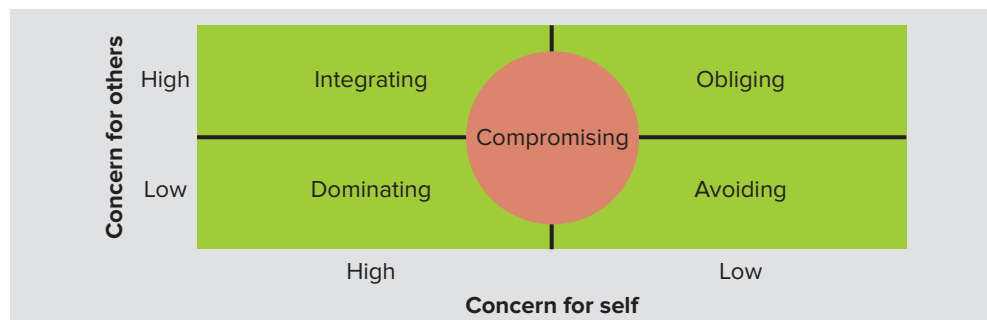 Concern for others
High
Integrating
Obliging
Compromising
Low
Dominating
Avoiding
High
Low
Concern for self